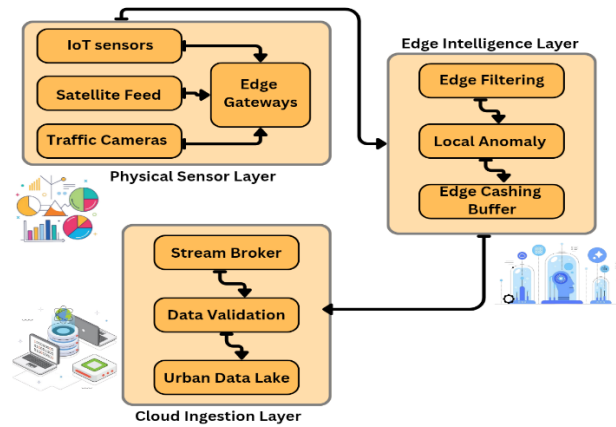 IoT sensors
Satellite Feed
Traffic Cameras
Edge
Gateways
Physical Sensor Layer
Edge Intelligence Layer
Edge Filtering
Local Anomaly
Edge Cashing
Buffer
Stream Broker
Data Validation
Urban Data Lake
Cloud Ingestion Layer